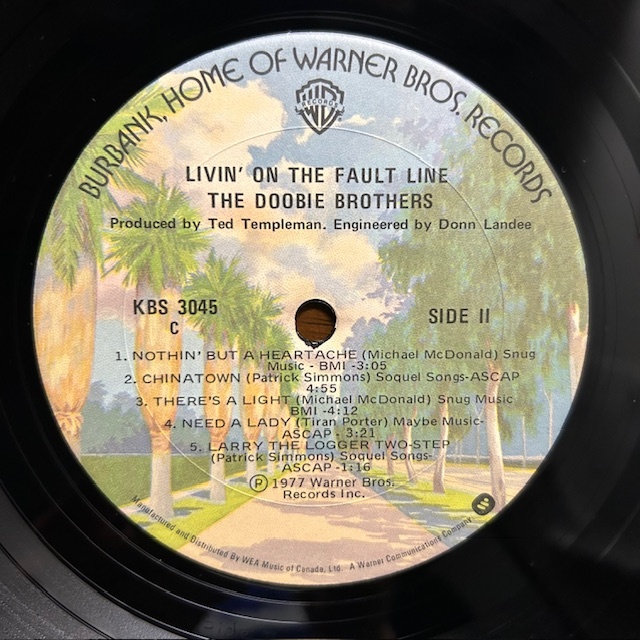 BURBANK, HOME OF WARNER BROS. RECORDS
RECORDS
LIVIN' ON THE FAULT LINE
THE DOOBIE BROTHERS
Produced by Ted Templeman. Engineered by Donn Landee
KBS 3045
C
SIDE II
1. NOTHIN' BUT A HEARTACHE (Michael McDonald) Snug
Music - BMI -3:05
2. CHINATOWN (Patrick Simmons) Soquel Songs-ASCAP
4:55
3. THERE'S A LIGHT (Michael McDonald) Snug Music
BMI -4:12
4. NEED A LADY (Tiran Porter) Maybe Music-
ASCAP - 3:21
5. LARRY THE LOGGER TWO-STEP
(Patrick Simmons) Soquel Songs-
ASCAP -1:16
℗ 1977 Warner Bros.
Records Inc.
Manufactured and Distributed By WEA Music of Canada, Ltd. A Warner Communications Company